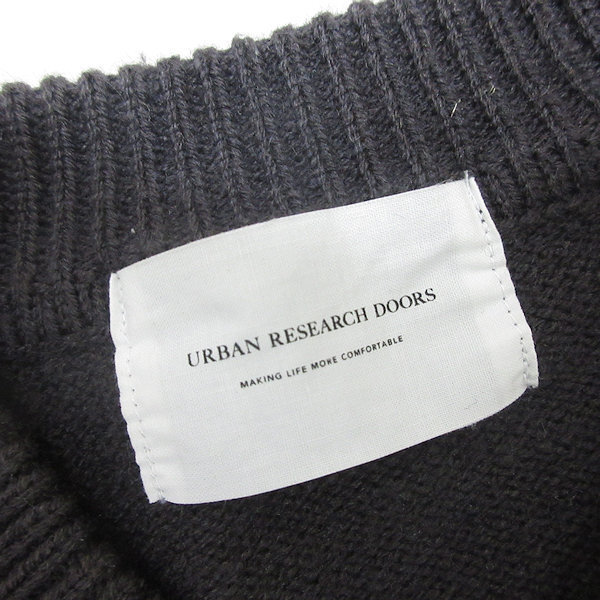 URBAN RESEARCH DOORS
MAKING LIFE MORE COMFORTABLE